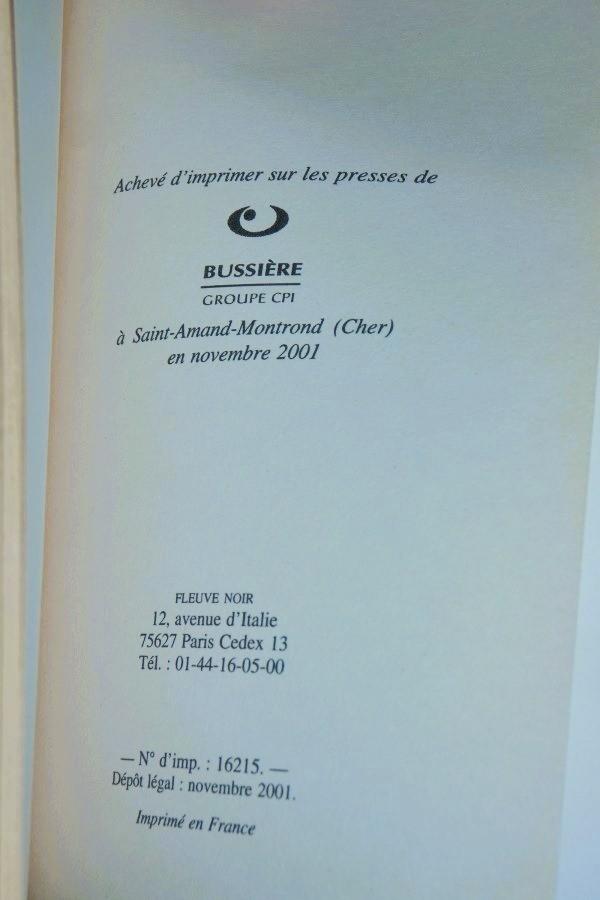 Achevé d'imprimer sur les presses de
BUSSIÈRE
GROUPE CPI
à Saint-Amand-Montrond (Cher)
en novembre 2001
FLEUVE NOIR
12, avenue d'Italie
75627 Paris Cedex 13
Tél. : 01-44-16-05-00
— N° d'imp. : 16215. —
Dépôt légal : novembre 2001.
Imprimé en France